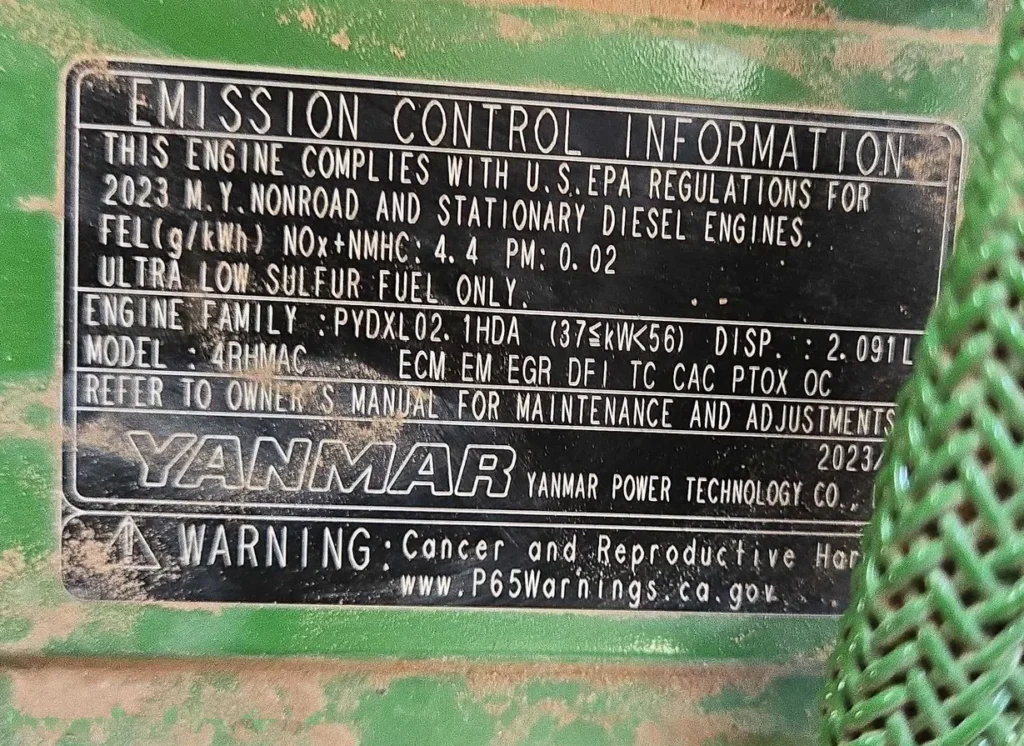 EMISSION CONTROL INFORMATION
THIS ENGINE COMPLIES WITH U.S.EPA REGULATIONS FOR
2023 M.Y.NONROAD AND STATIONARY DIESEL ENGINES.
FEL(g/kWh) NOx+NMHC: 4.4 PM: 0.02
ULTRA LOW SULFUR FUEL ONLY.
ENGINE FAMILY :PYDXL02.1HDA (37≦kW<56) DISP. : 2.091L
MODEL : 4RHMAC ECM EM EGR DFI TC CAC PTOX OC
REFER TO OWNER'S MANUAL FOR MAINTENANCE AND ADJUSTMENTS
2023/
YANMAR YANMAR POWER TECHNOLOGY CO.,
⚠ WARNING: Cancer and Reproductive Har
www.P65Warnings.ca.gov